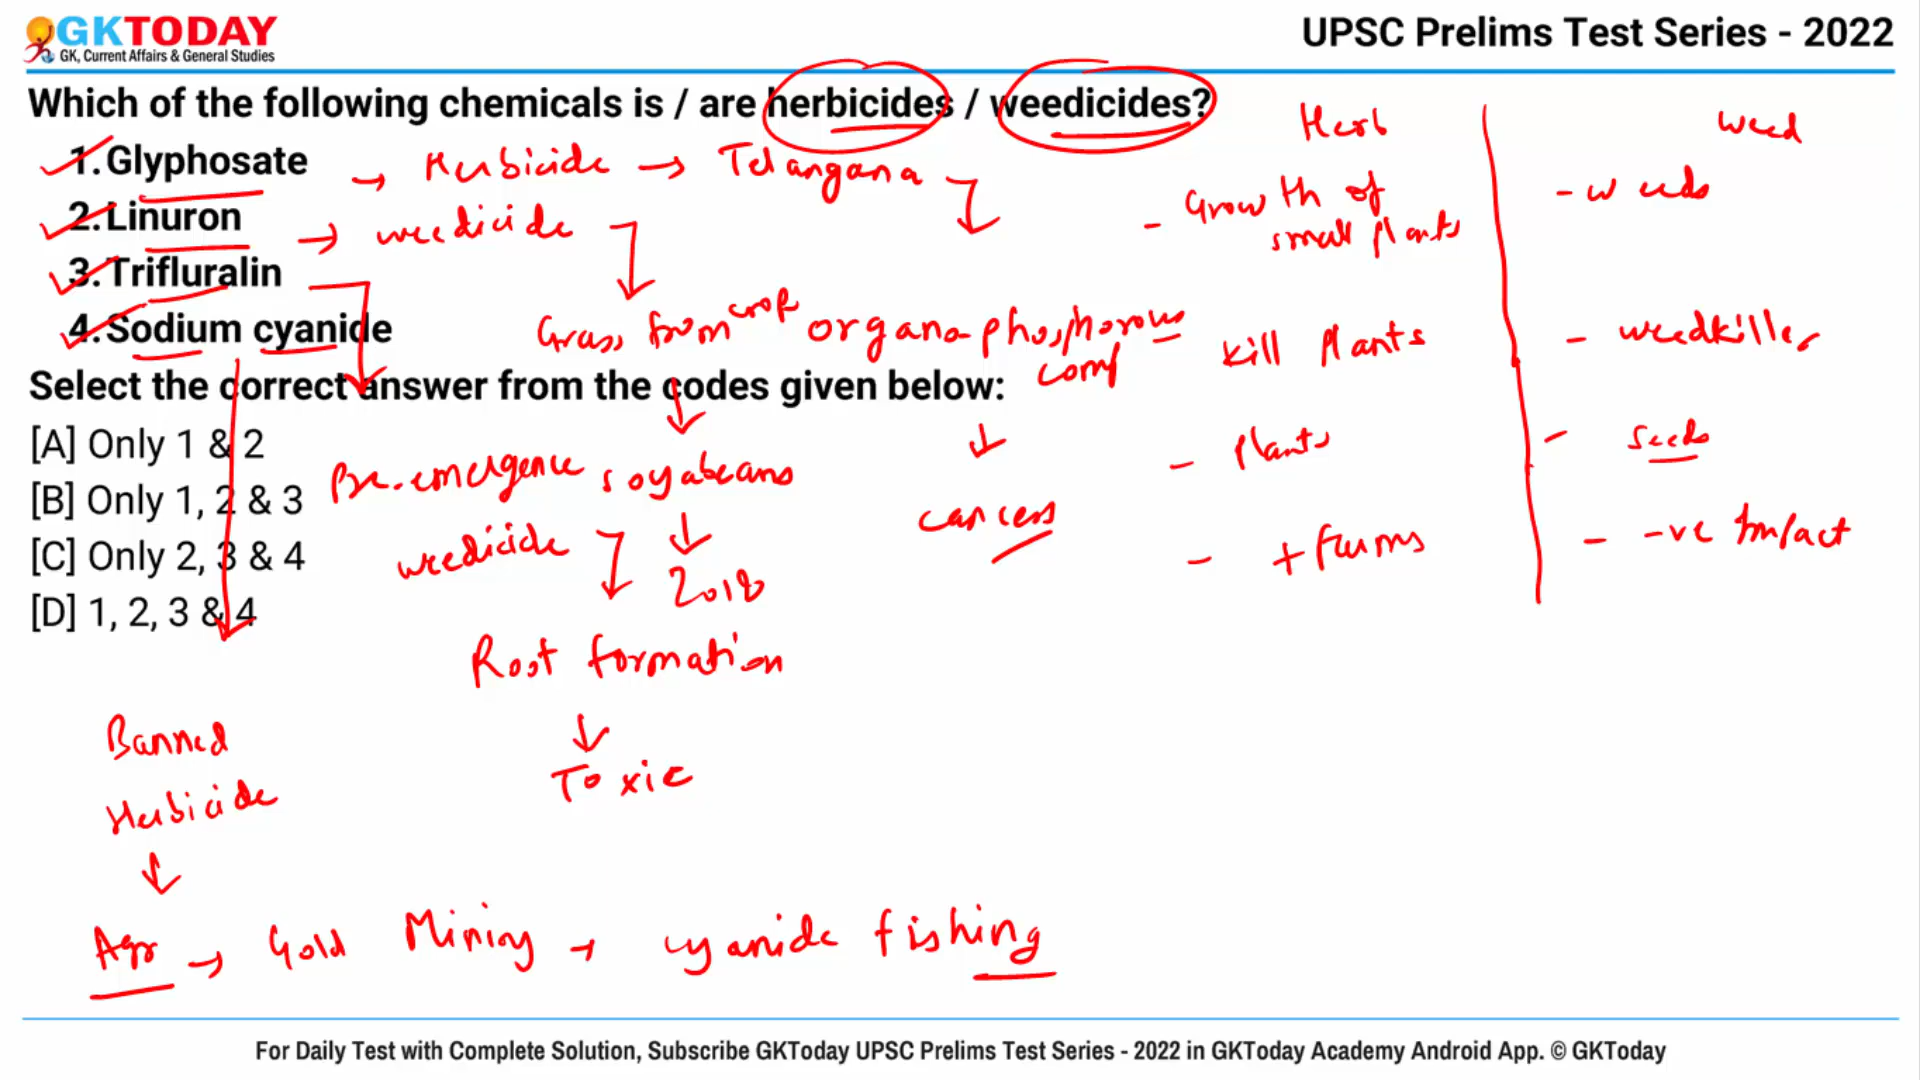 GKTODAY
GK, Current Affairs & General Studies
UPSC Prelims Test Series - 2022
Which of the following chemicals is / are herbicides / weedicides?
1. Glyphosate
2. Linuron
3. Trifluralin
4. Sodium cyanide
Select the correct answer from the codes given below:
[A] Only 1 & 2
[B] Only 1, 2 & 3
[C] Only 2, 3 & 4
[D] 1, 2, 3 & 4
→ Herbicide → Telangana
→ weedicide
Grass from crop
organo-phosphorous
comp
cancers
soyabeans
2018
Pre-emergence
weedicide
Root formation
Toxic
Banned
Herbicide
Agr → Gold Mining → cyanide fishing
Herb
- Growth of
small plants
kill plants
- plants
- + farms
weed
- weeds
- weedkiller
- seeds
- -ve Impact
For Daily Test with Complete Solution, Subscribe GKToday UPSC Prelims Test Series - 2022 in GKToday Academy Android App. © GKToday